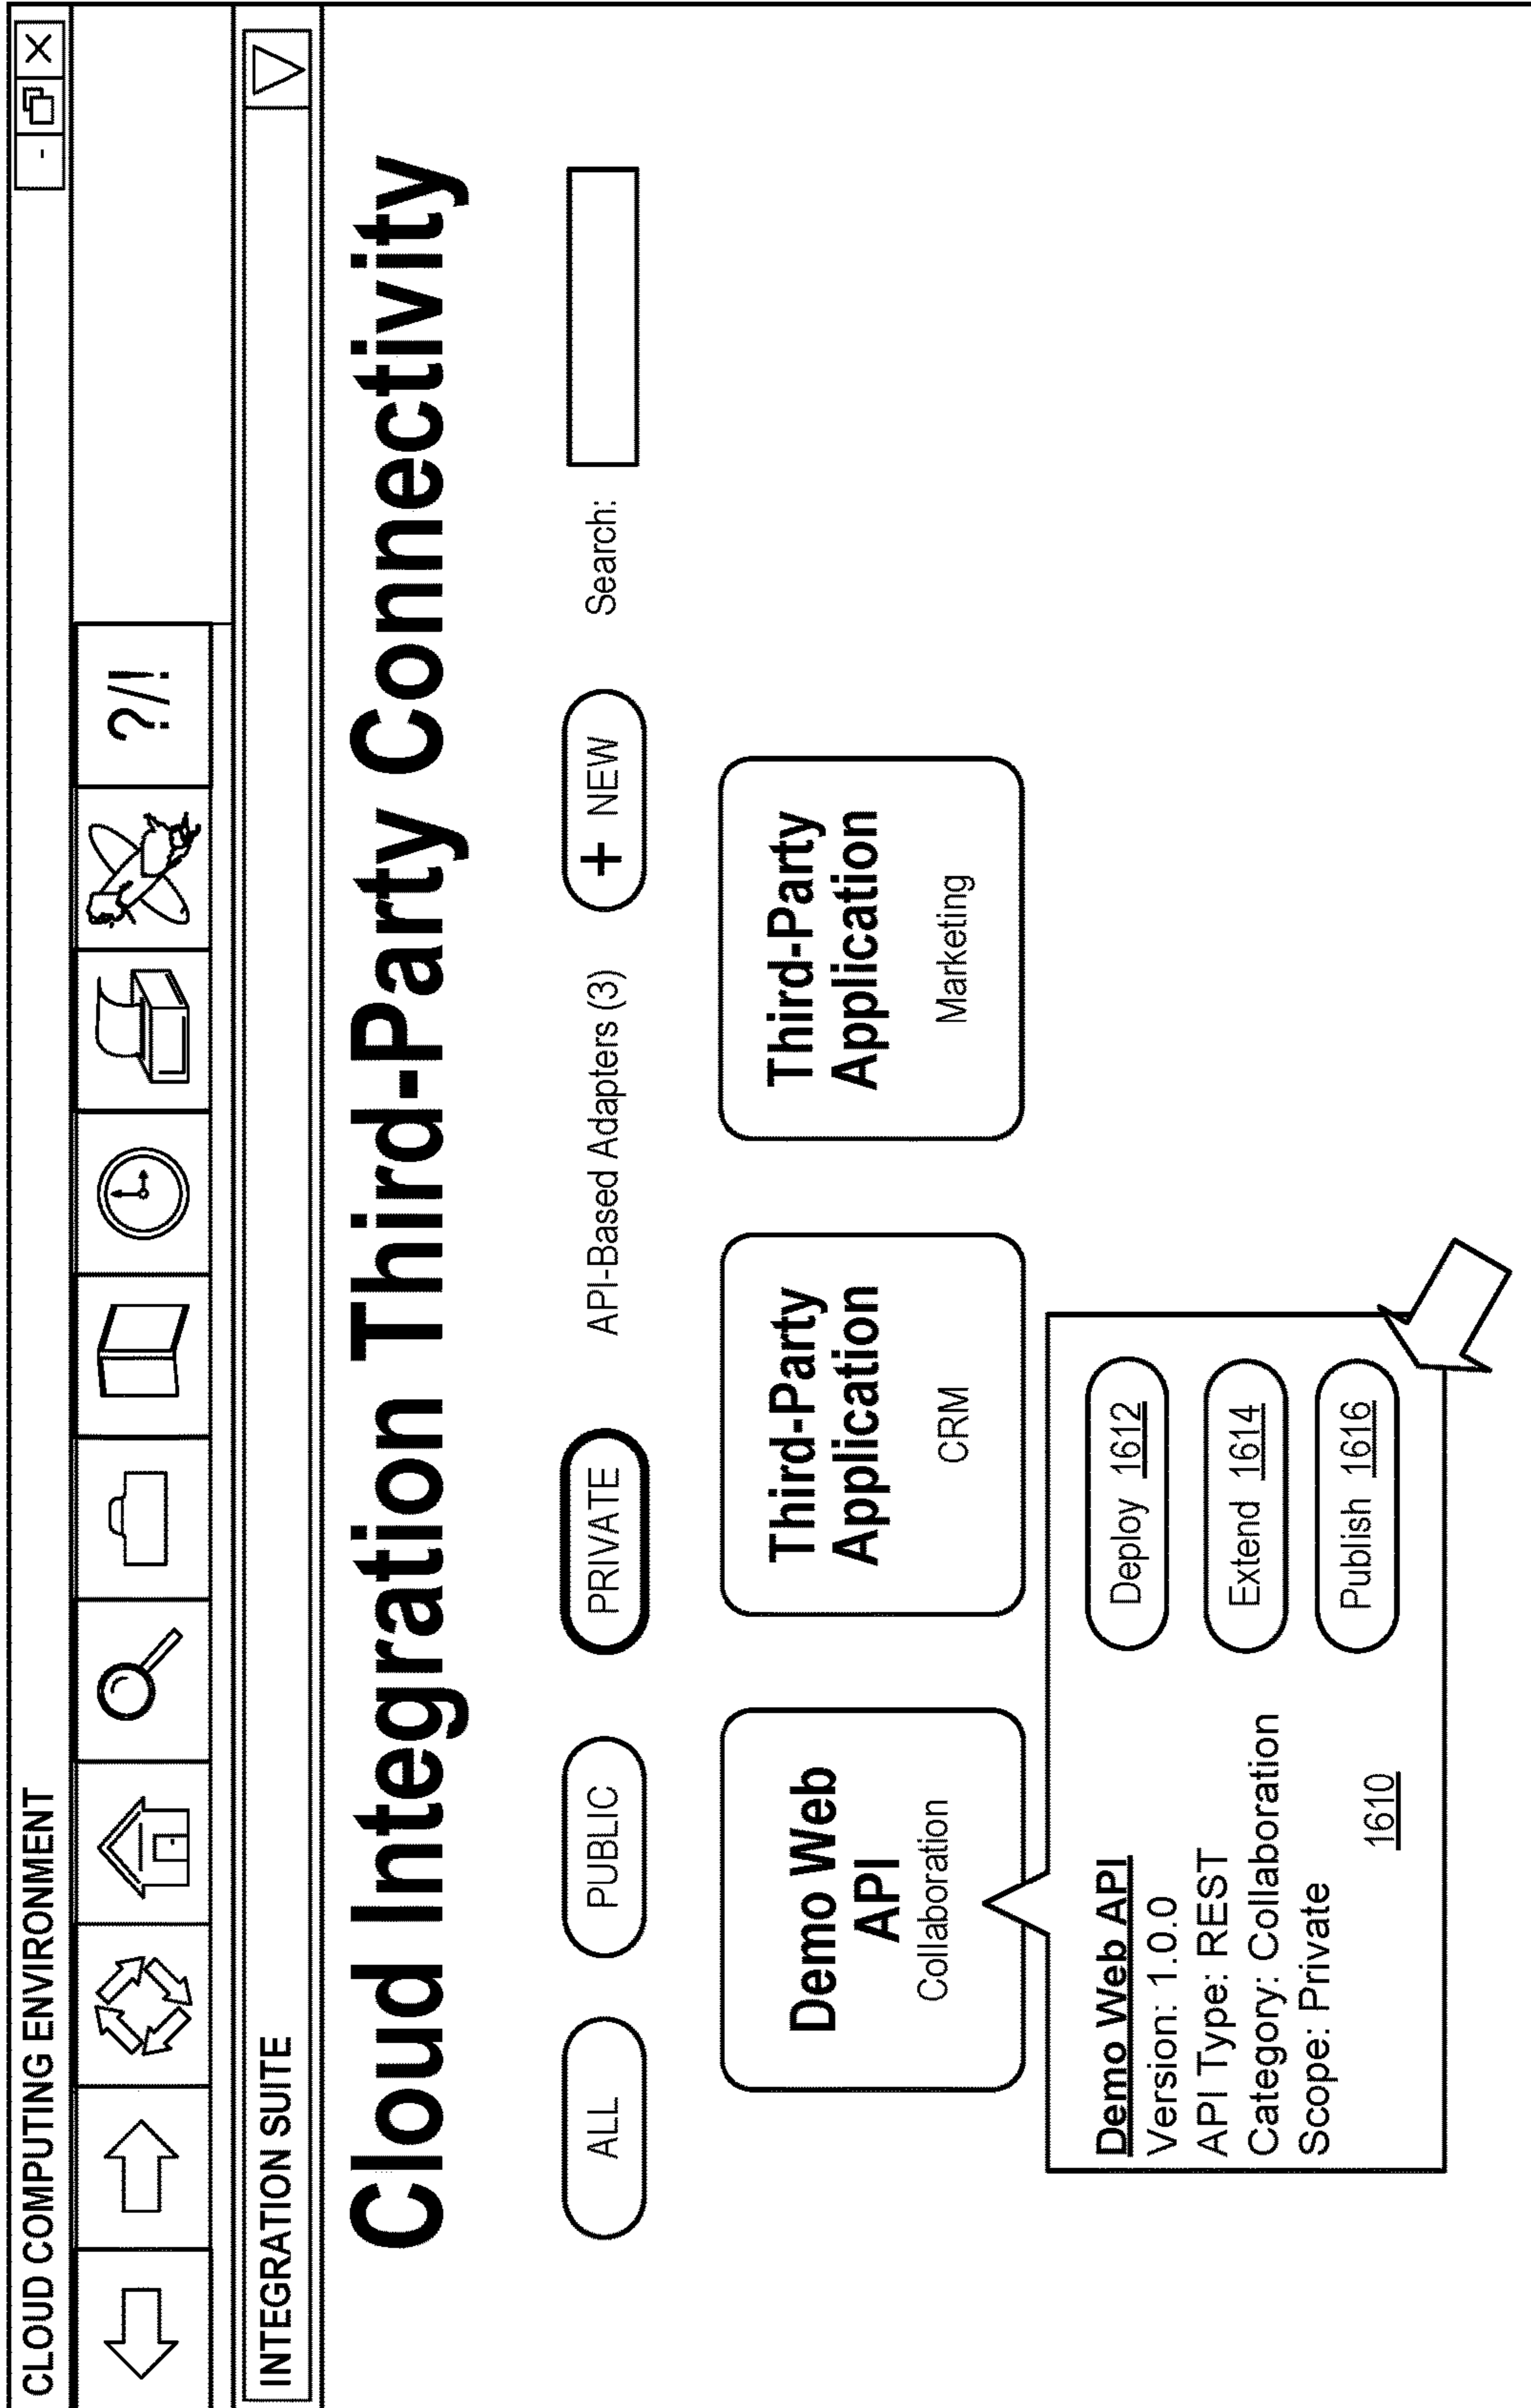 CLOUD COMPUTING ENVIRONMENT
- X
?/!
INTEGRATION SUITE
Cloud Integration Third-Party Connectivity
ALL
PUBLIC
PRIVATE
API-Based Adapters (3)
+ NEW
Search:
Demo Web
API
Collaboration
Third-Party
Application
CRM
Third-Party
Application
Marketing
Demo Web API
Version: 1.0.0
API Type: REST
Category: Collaboration
Scope: Private
1610
Deploy 1612
Extend 1614
Publish 1616